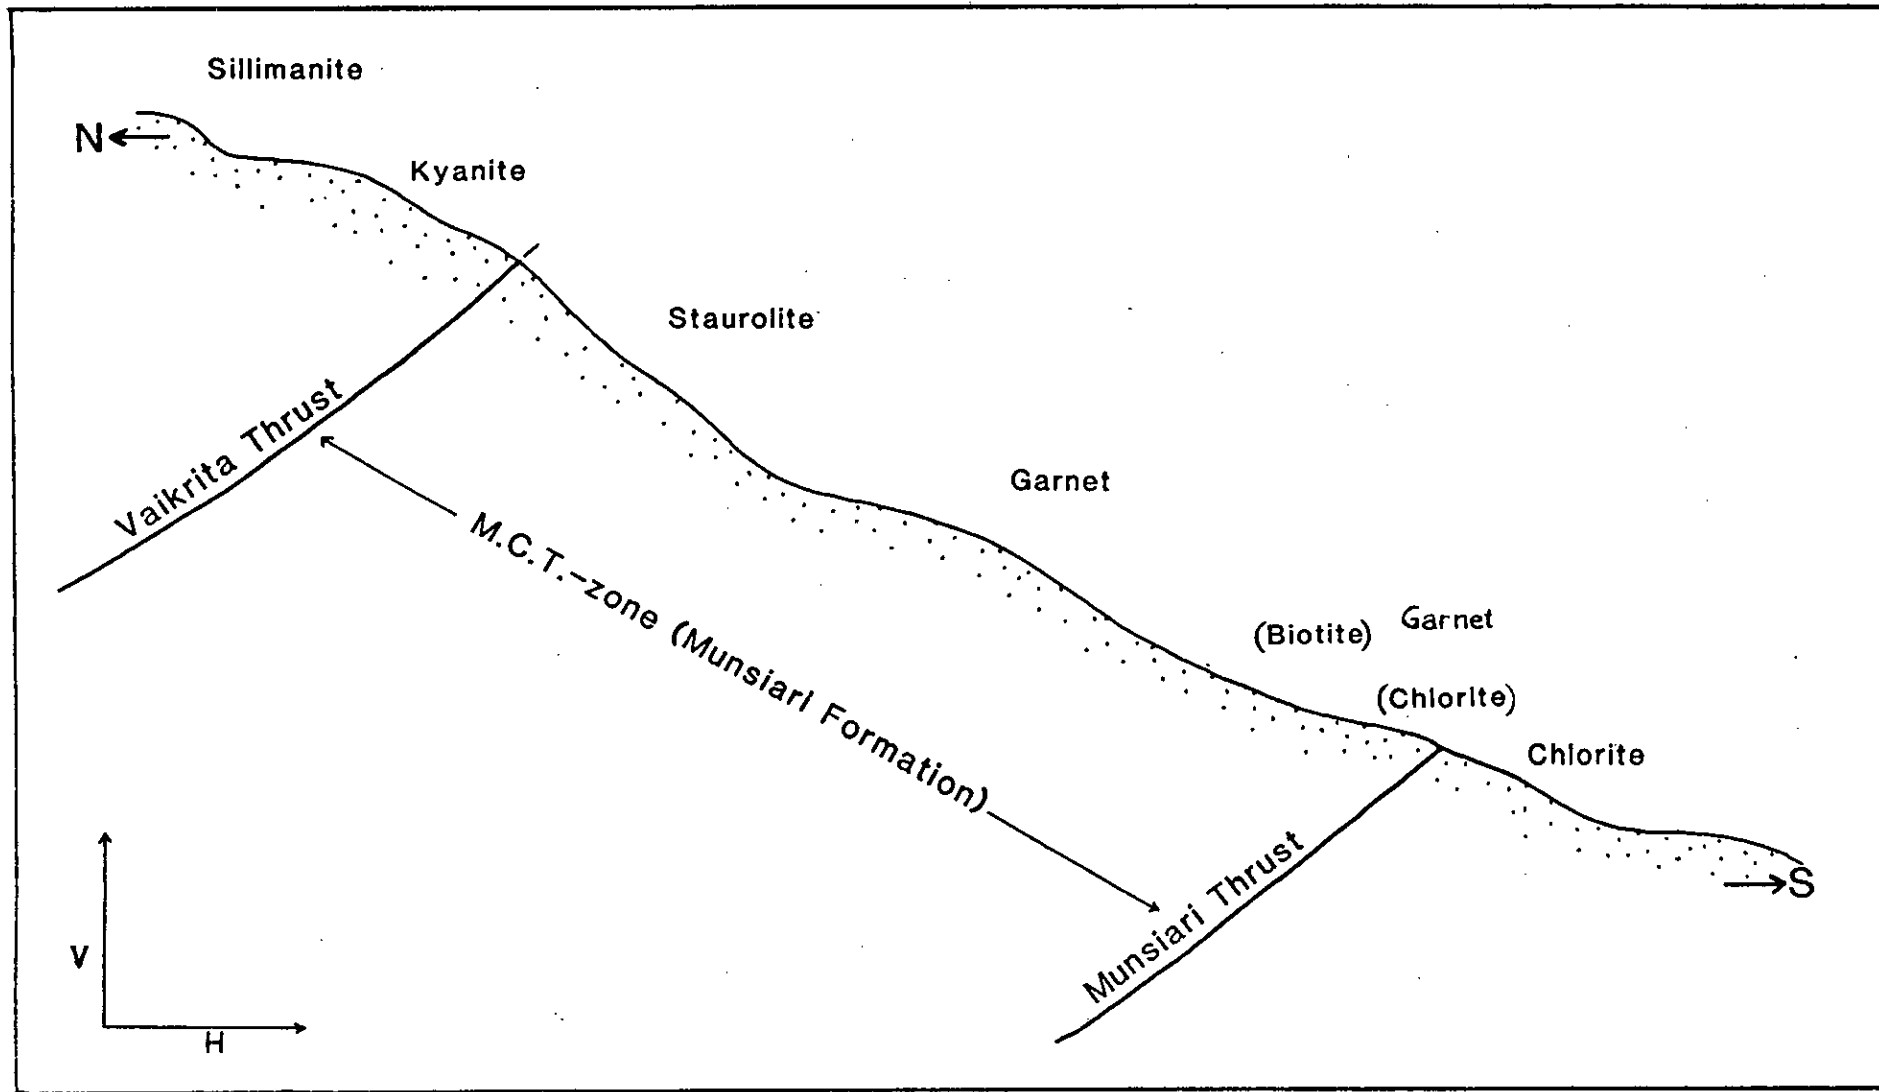 Sillimanite
N
Kyanite
Staurolite
Vaikrita Thrust
Garnet
M.C.T.-zone (Munsiari Formation)
(Biotite) Garnet
(Chlorite)
Chlorite
Munsiari Thrust
S
V
H